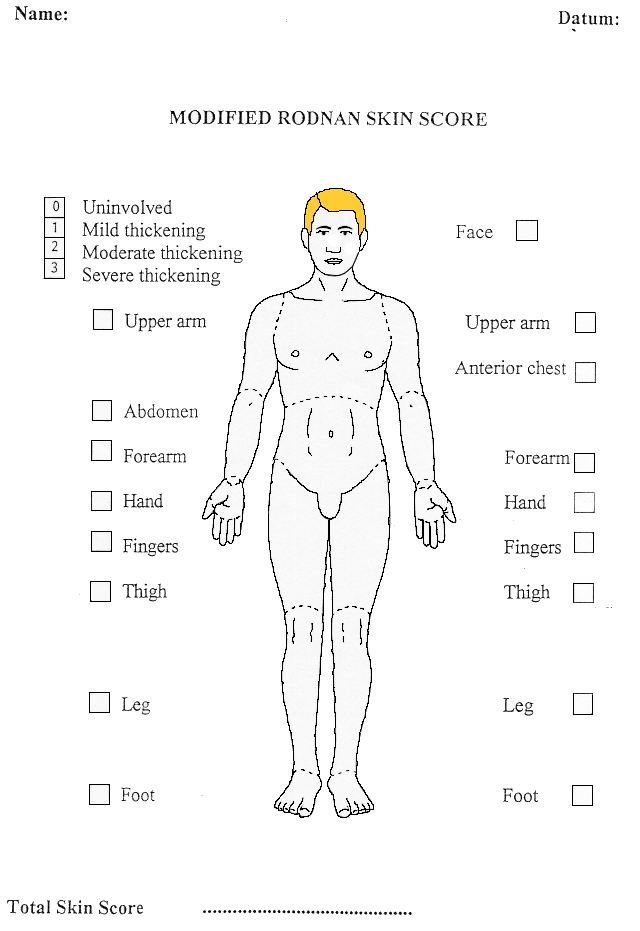 Name:
Datum:
MODIFIED RODNAN SKIN SCORE
0 Uninvolved
1 Mild thickening
2 Moderate thickening
3 Severe thickening
Face
Upper arm
Upper arm
Anterior chest
Abdomen
Forearm
Forearm
Hand
Hand
Fingers
Fingers
Thigh
Thigh
Leg
Leg
Foot
Foot
Total Skin Score ..........................................